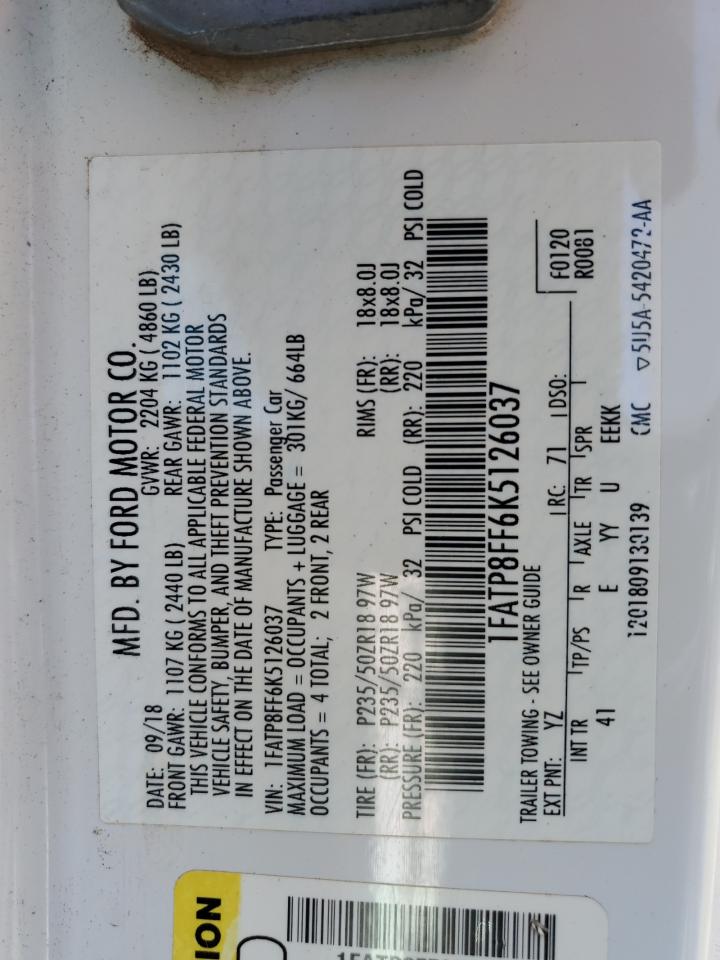 MFD. BY FORD MOTOR CO.
DATE: 09/18 GVWR: 2204 KG ( 4860 LB)
FRONT GAWR: 1107 KG ( 2440 LB) REAR GAWR: 1102 KG ( 2430 LB)
THIS VEHICLE CONFORMS TO ALL APPLICABLE FEDERAL MOTOR
VEHICLE SAFETY, BUMPER, AND THEFT PREVENTION STANDARDS
IN EFFECT ON THE DATE OF MANUFACTURE SHOWN ABOVE.
VIN: 1FATP8FF6K5126037 TYPE: Passenger Car
MAXIMUM LOAD = OCCUPANTS + LUGGAGE = 301KG/ 664LB
OCCUPANTS = 4 TOTAL; 2 FRONT, 2 REAR
TIRE (FR): P235/50ZR18 97W RIMS (FR): 18x8.0J
(RR): P235/50ZR18 97W (RR): 18x8.0J
PRESSURE (FR): 220 kPa/ 32 PSI COLD (RR): 220 kPa/ 32 PSI COLD
1FATP8FF6K5126037
TRAILER TOWING - SEE OWNER GUIDE F0120
EXT PNT: YZ RC: 71 DSO: R0081
INT TR TP/PS R AXLE TR SPR
41 E YY U EEKK
1201809130139 CMC ▽5U5A-5420472-AA
ION